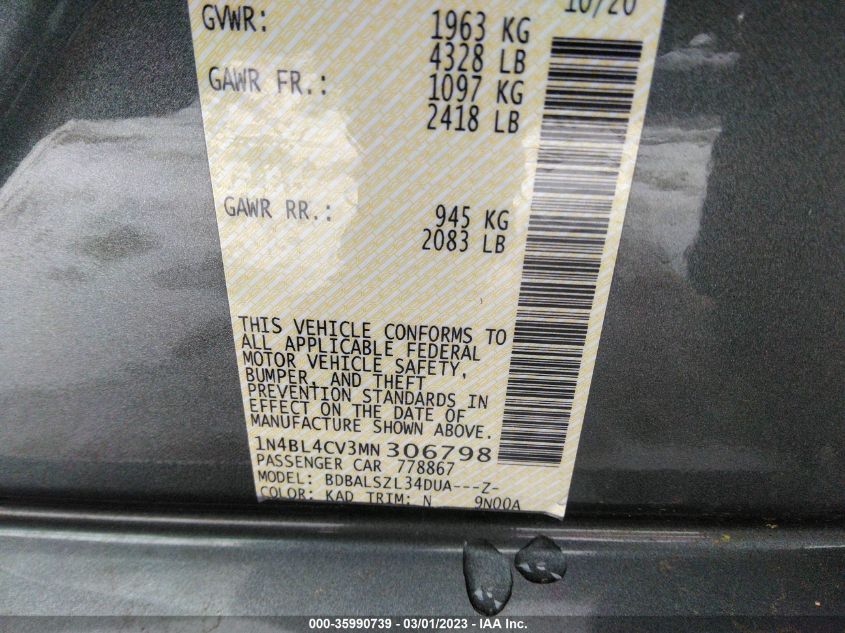 10/20
GVWR: 1963 KG
4328 LB
GAWR FR.: 1097 KG
2418 LB
GAWR RR.: 945 KG
2083 LB
THIS VEHICLE CONFORMS TO
ALL APPLICABLE FEDERAL
MOTOR VEHICLE SAFETY,
BUMPER, AND THEFT
PREVENTION STANDARDS IN
EFFECT ON THE DATE OF
MANUFACTURE SHOWN ABOVE.
1N4BL4CV3MN306798
PASSENGER CAR 778867
MODEL: BDBALSZL34DUA---Z-
COLOR: KAD TRIM: N 9N00A
000-35990739 - 03/01/2023 - IAA Inc.